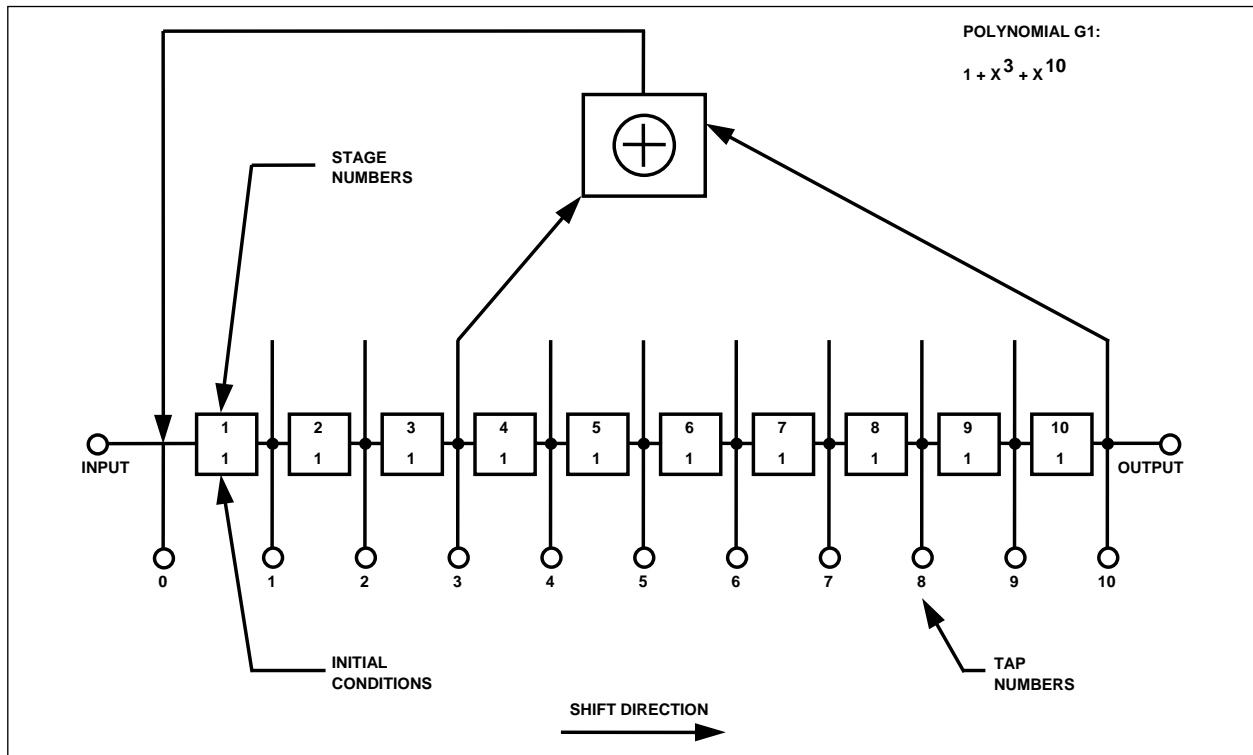 POLYNOMIAL G1:
1 + X^3 + X^10
STAGE
NUMBERS
1 2 3 4 5 6 7 8 9 10
1 1 1 1 1 1 1 1 1 1
INPUT
OUTPUT
0 1 2 3 4 5 6 7 8 9 10
INITIAL
CONDITIONS
TAP
NUMBERS
SHIFT DIRECTION